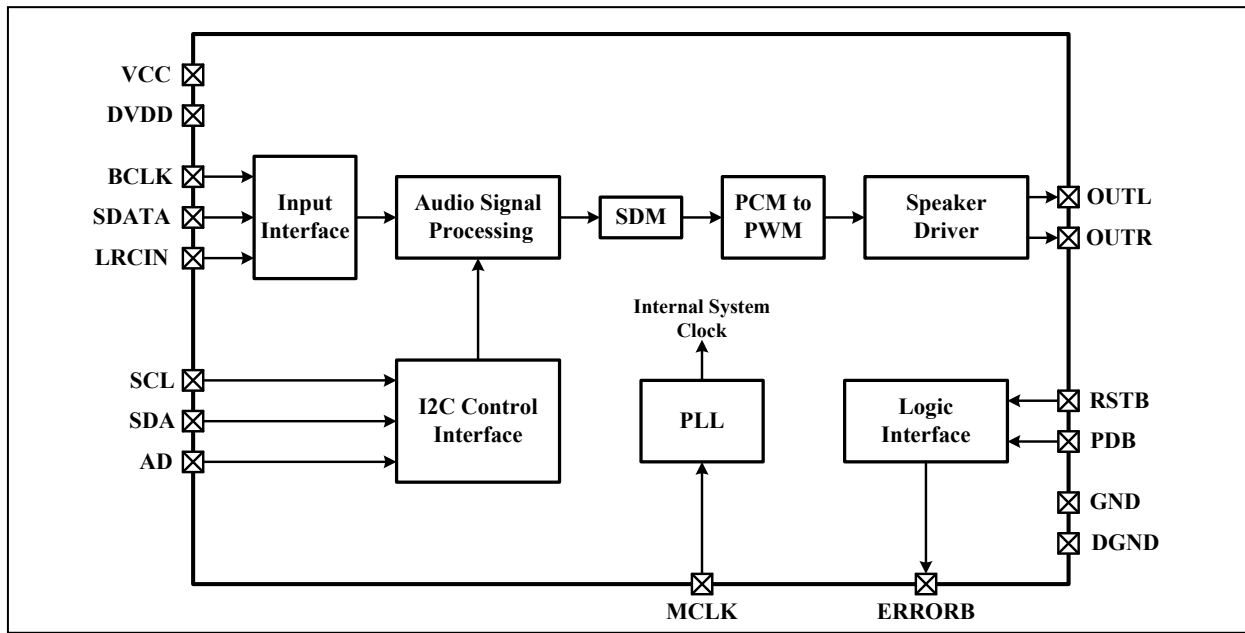 VCC
DVDD
BCLK
SDATA
LRCIN
Input
Interface
Audio Signal
Processing
SDM
PCM to
PWM
Speaker
Driver
OUTL
OUTR
Internal System
Clock
SCL
SDA
AD
I2C Control
Interface
PLL
Logic
Interface
RSTB
PDB
GND
DGND
MCLK
ERRORB